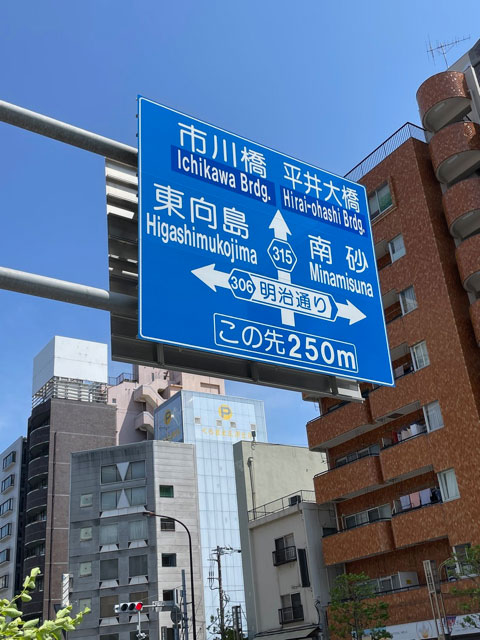 市川橋 平井大橋
Ichikawa Brdg. Hirai-ohashi Brdg.
東向島
Higashimukojima
315
南砂
Minamisuna
306 明治通り
この先250m
P